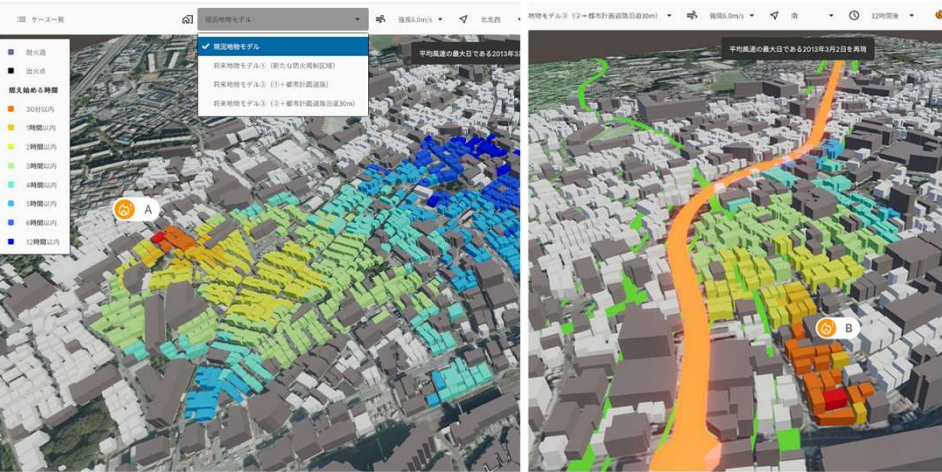 ケース一覧
現況地物モデル
強風6.0m/s
北北西
現況地物モデル
将来地物モデル① (新たな防火規制区域)
将来地物モデル② (①+都市計画道路)
将来地物モデル③ (②+都市計画道路沿道30m)
平均風速の最大日である2013年3
耐火造
出火点
燃え始める時間
30分以内
1時間以内
2時間以内
3時間以内
4時間以内
5時間以内
6時間以内
12時間以内
A
地物モデル③ (②+都市計画道路沿道30m)
強風6.0m/s
南
12時間後
平均風速の最大日である2013年3月2日を再現
B